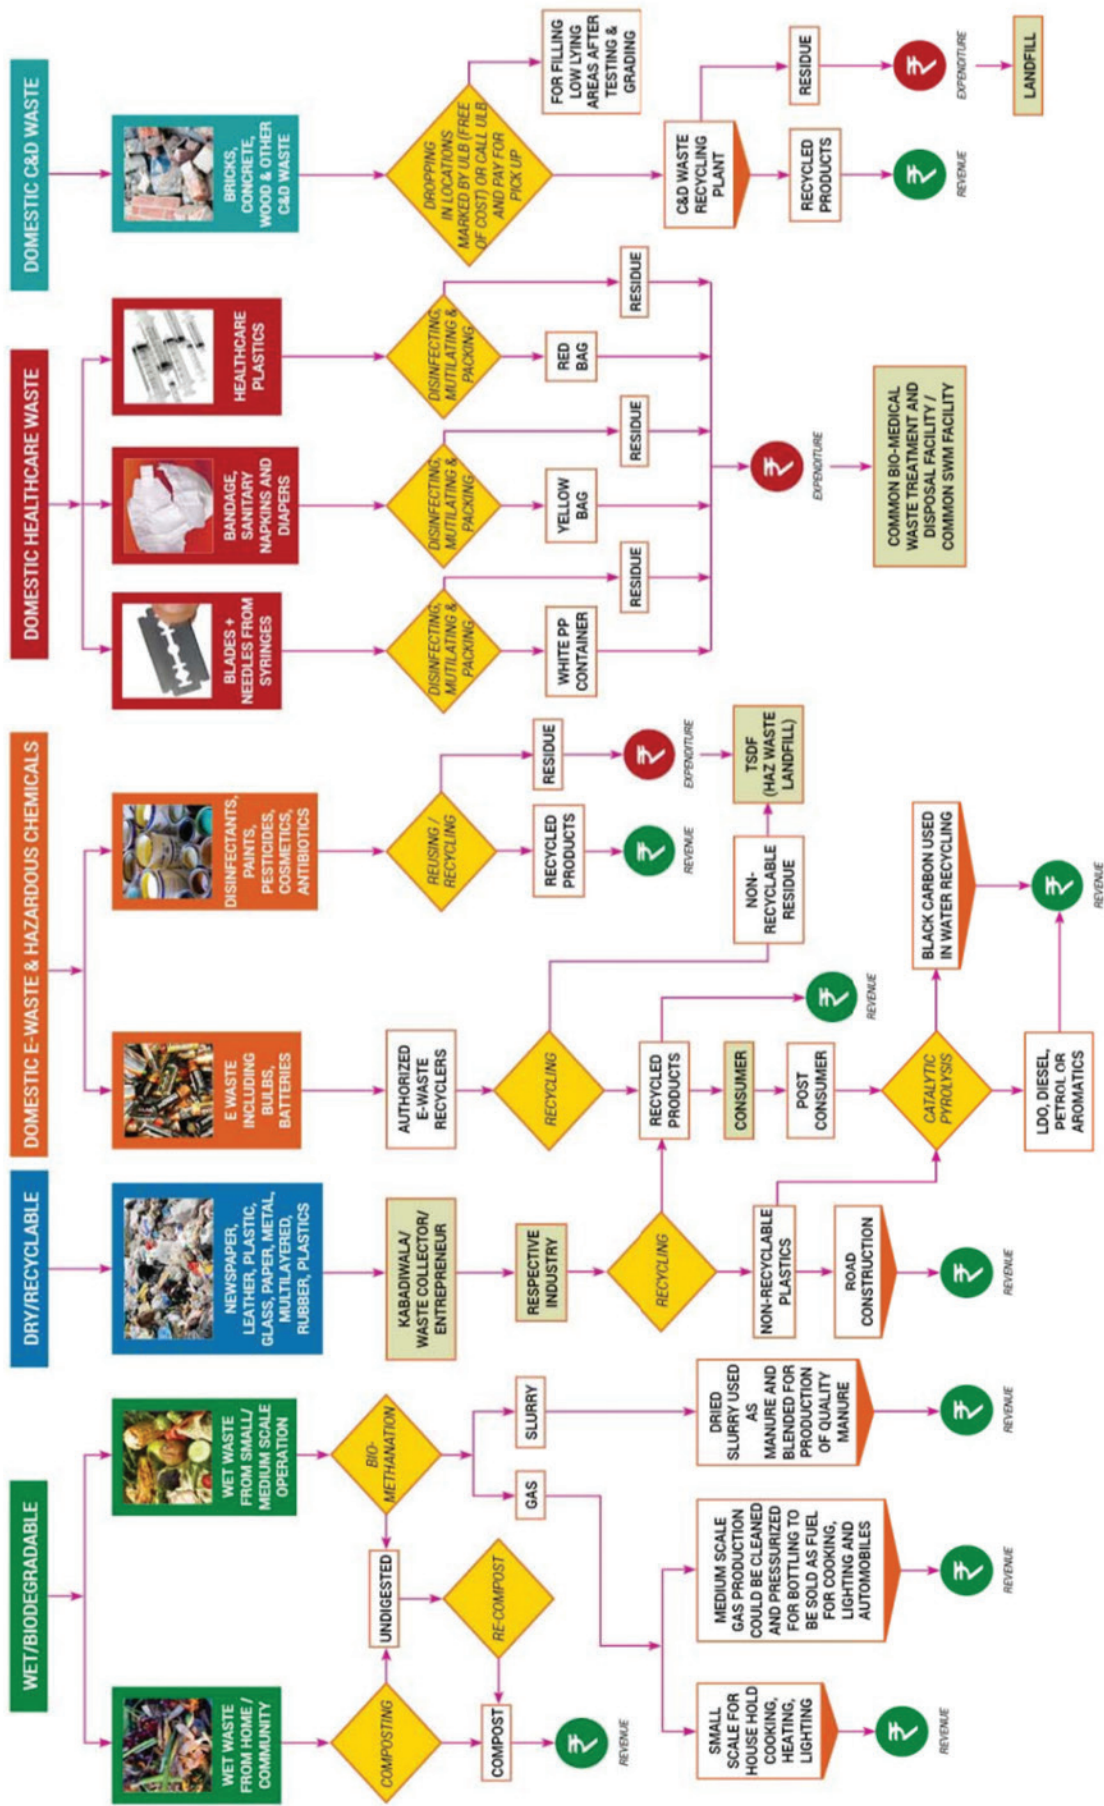 WET/BIODEGRADABLE
WET WASTE
FROM HOME /
COMMUNITY
WET WASTE
FROM SMALL/
MEDIUM SCALE
OPERATION
COMPOSTING
UNDIGESTED
BIO-
METHANATION
COMPOST
RE-COMPOST
GAS
SLURRY
₹
REVENUE
SMALL
SCALE FOR
HOUSE HOLD
COOKING,
HEATING,
LIGHTING
₹
REVENUE
MEDIUM SCALE
GAS PRODUCTION
COULD BE CLEANED
AND PRESSURIZED
FOR BOTTLING TO
BE SOLD AS FUEL
FOR COOKING,
LIGHTING AND
AUTOMOBILES
₹
REVENUE
DRIED
SLURRY USED
AS
MANURE AND
BLENDED FOR
PRODUCTION
OF QUALITY
MANURE
₹
REVENUE
DRY/RECYCLABLE
NEWSPAPER,
LEATHER, PLASTIC,
GLASS, PAPER, METAL,
MULTILAYERED,
RUBBER, PLASTICS
KABADIWALA/
WASTE COLLECTOR/
ENTREPRENEUR
RESPECTIVE
INDUSTRY
RECYCLING
NON-RECYCLABLE
PLASTICS
ROAD
CONSTRUCTION
₹
REVENUE
DOMESTIC E-WASTE & HAZARDOUS CHEMICALS
E WASTE
INCLUDING
BULBS,
BATTERIES
AUTHORIZED
E-WASTE
RECYCLERS
RECYCLING
RECYCLED
PRODUCTS
CONSUMER
POST
CONSUMER
₹
REVENUE
CATALYTIC
PYROLYSIS
LDO, DIESEL,
PETROL OR
AROMATICS
BLACK CARBON USED
IN WATER RECYCLING
₹
REVENUE
DISINFECTANTS,
PAINTS,
PESTICIDES,
COSMETICS,
ANTIBIOTICS
REUSING /
RECYCLING
RECYCLED
PRODUCTS
₹
REVENUE
RESIDUE
₹
EXPENDITURE
NON-
RECYCLABLE
RESIDUE
TSDF
(HAZ WASTE
LANDFILL)
DOMESTIC HEALTHCARE WASTE
BLADES +
NEEDLES FROM
SYRINGES
BANDAGE,
SANITARY
NAPKINS AND
DIAPERS
HEALTHCARE
PLASTICS
DISINFECTING,
MUTILATING &
PACKING
DISINFECTING,
MUTILATING &
PACKING
DISINFECTING,
MUTILATING &
PACKING
WHITE PP
CONTAINER
RESIDUE
YELLOW
BAG
RESIDUE
RED
BAG
RESIDUE
₹
EXPENDITURE
COMMON BIO-MEDICAL
WASTE TREATMENT AND
DISPOSAL FACILITY /
COMMON SWM FACILITY
DOMESTIC C&D WASTE
BRICKS,
CONCRETE,
WOOD & OTHER
C&D WASTE
DROPPING
IN LOCATIONS
MARKED BY ULB (FREE
OF COST) OR CALL ULB
AND PAY FOR
PICK UP
FOR FILLING
LOW LYING
AREAS AFTER
TESTING &
GRADING
C&D WASTE
RECYCLING
PLANT
RECYCLED
PRODUCTS
₹
REVENUE
RESIDUE
₹
EXPENDITURE
LANDFILL